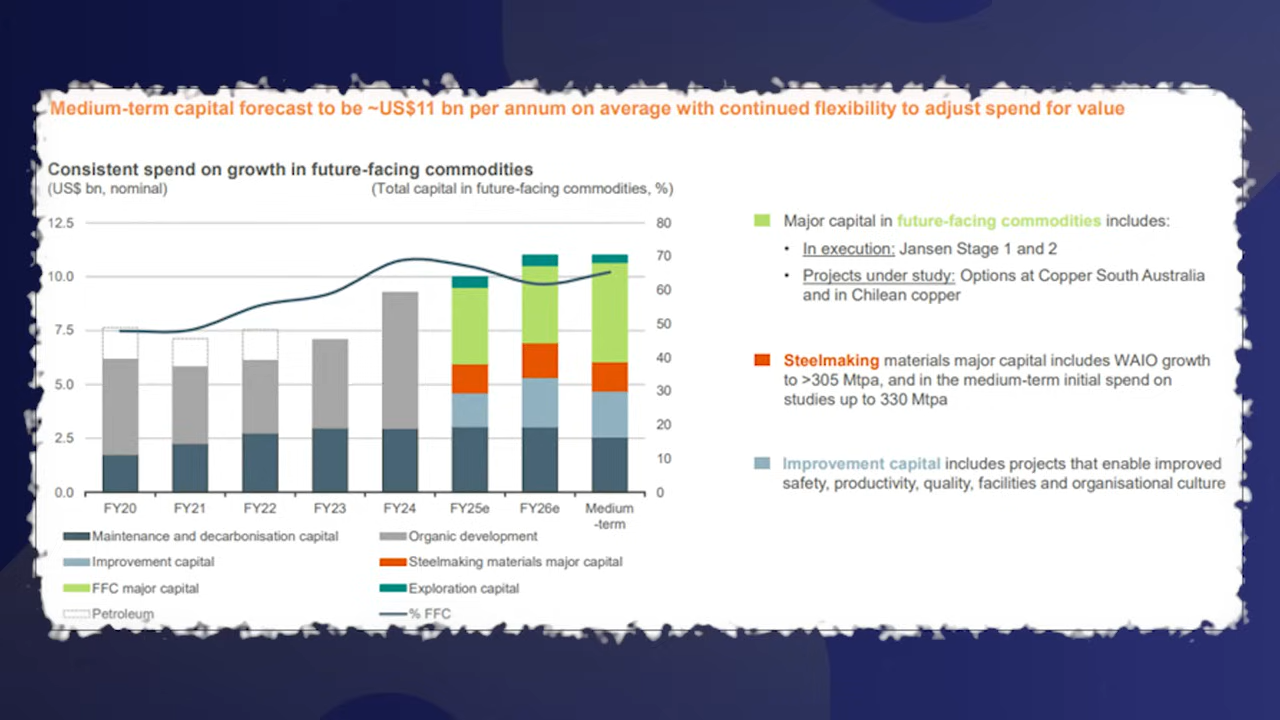 Medium-term capital forecast to be ~US$11 bn per annum on average with continued flexibility to adjust spend for value
Consistent spend on growth in future-facing commodities
(US$ bn, nominal)
(Total capital in future-facing commodities, %)
12.5
10.0
7.5
5.0
2.5
0.0
80
70
60
50
40
30
20
10
0
FY20
FY21
FY22
FY23
FY24
FY25e
FY26e
Medium
-term
Maintenance and decarbonisation capital
Organic development
Improvement capital
Steelmaking materials major capital
FFC major capital
Exploration capital
Petroleum
% FFC
Major capital in future-facing commodities includes:
• In execution: Jansen Stage 1 and 2
• Projects under study: Options at Copper South Australia
and in Chilean copper
Steelmaking materials major capital includes WAIO growth
to >305 Mtpa, and in the medium-term initial spend on
studies up to 330 Mtpa
Improvement capital includes projects that enable improved
safety, productivity, quality, facilities and organisational culture